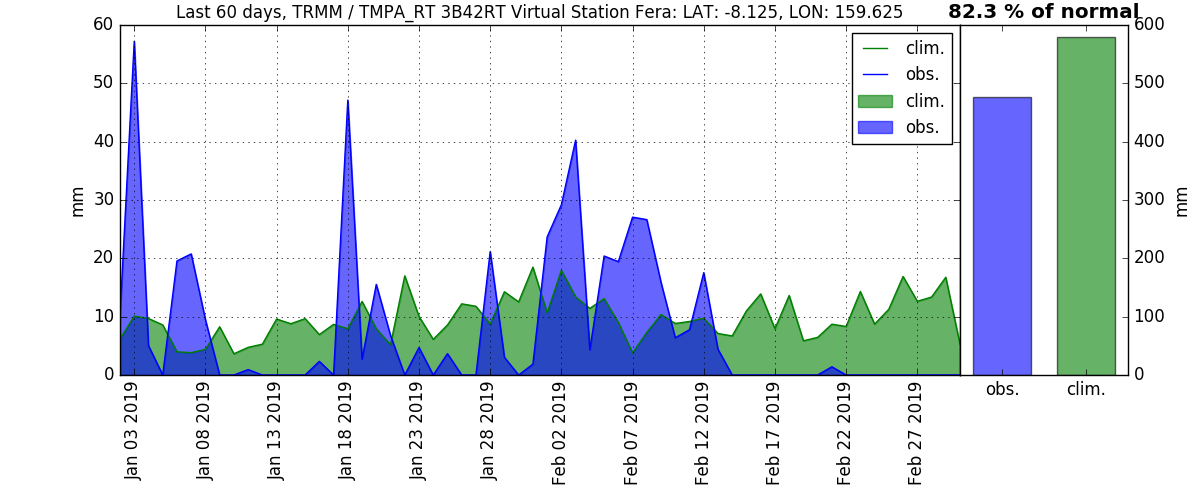 Last 60 days, TRMM / TMPA_RT 3B42RT Virtual Station Fera: LAT: -8.125, LON: 159.625
82.3 % of normal
60
50
40
30
20
10
0
mm
clim.
obs.
clim.
obs.
Jan 03 2019
Jan 08 2019
Jan 13 2019
Jan 18 2019
Jan 23 2019
Jan 28 2019
Feb 02 2019
Feb 07 2019
Feb 12 2019
Feb 17 2019
Feb 22 2019
Feb 27 2019
600
500
400
300
200
100
0
mm
obs.
clim.